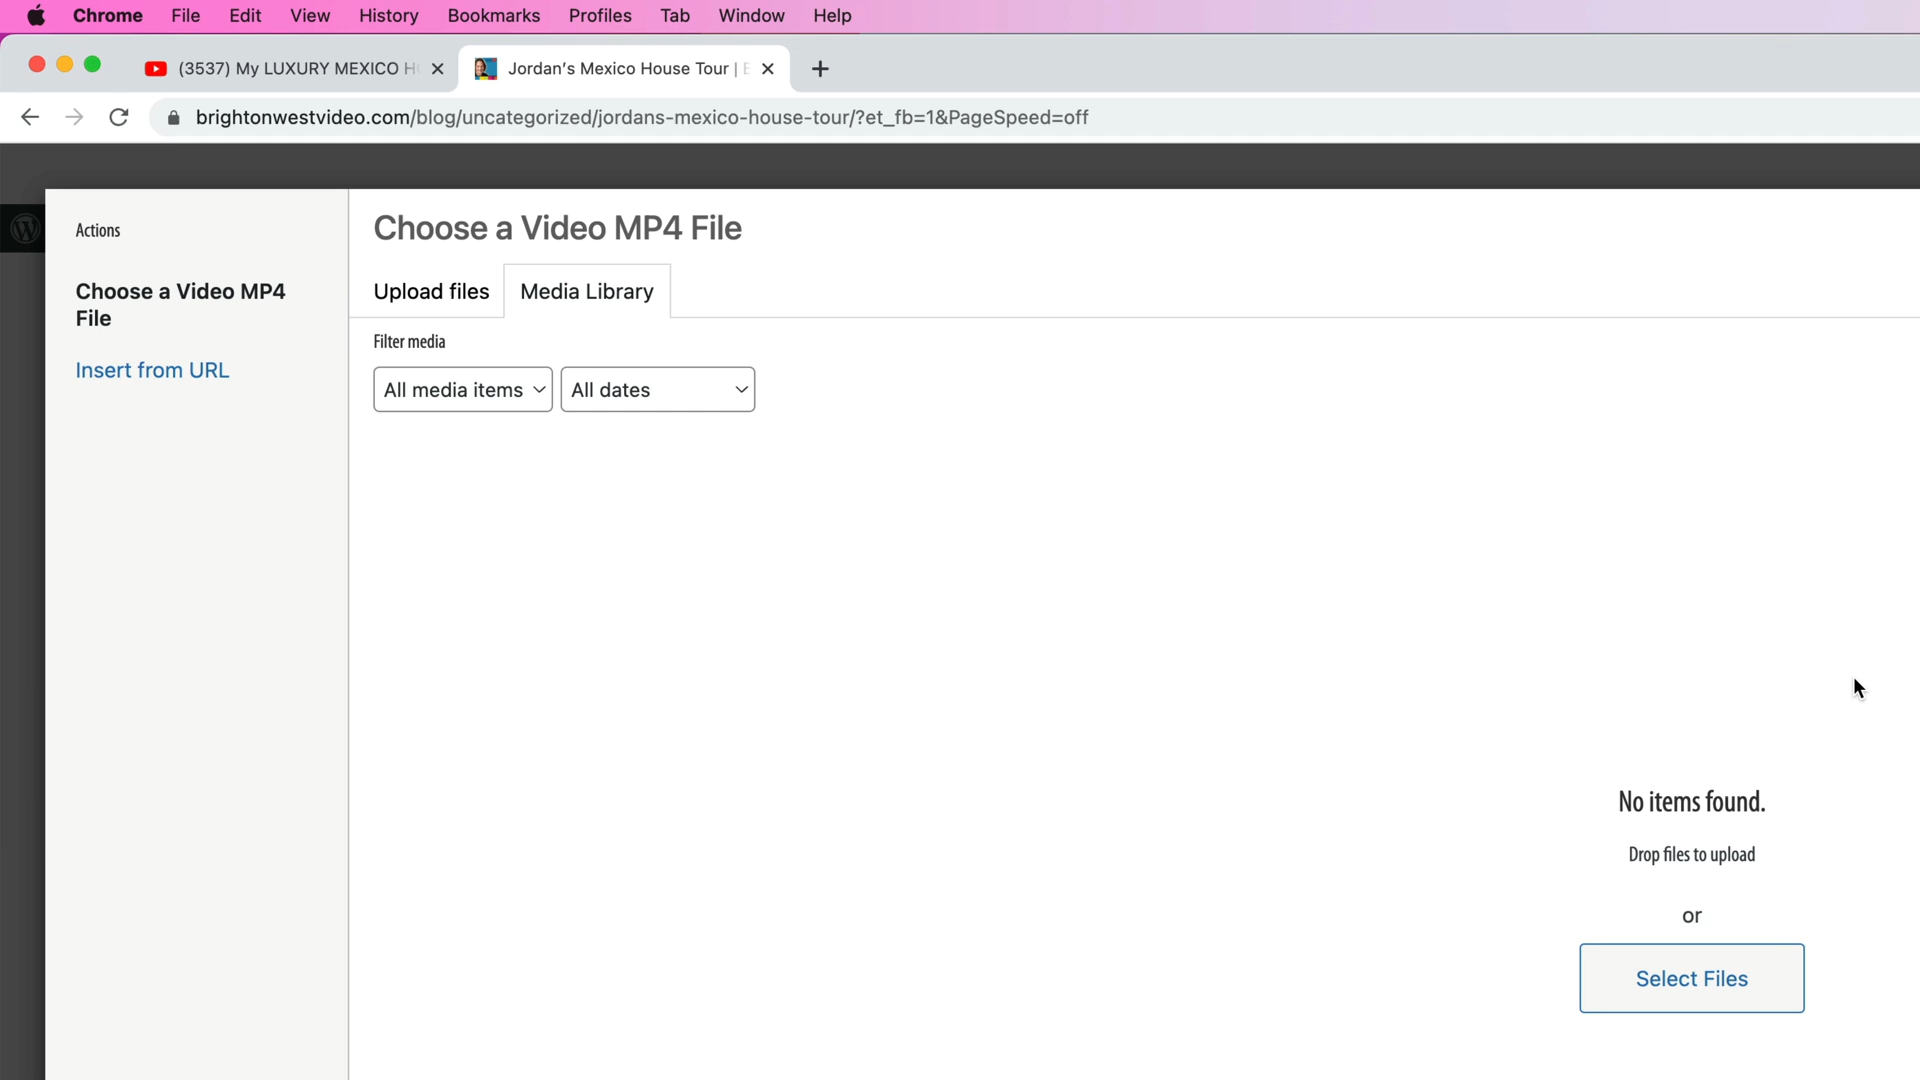 Chrome File Edit View History Bookmarks Profiles Tab Window Help
(3537) My LUXURY MEXICO H
Jordan's Mexico House Tour |
brightonwestvideo.com/blog/uncategorized/jordans-mexico-house-tour/?et_fb=1&PageSpeed=off
Actions
Choose a Video MP4
File
Insert from URL
Choose a Video MP4 File
Upload files
Media Library
Filter media
All media items
All dates
No items found.
Drop files to upload
or
Select Files